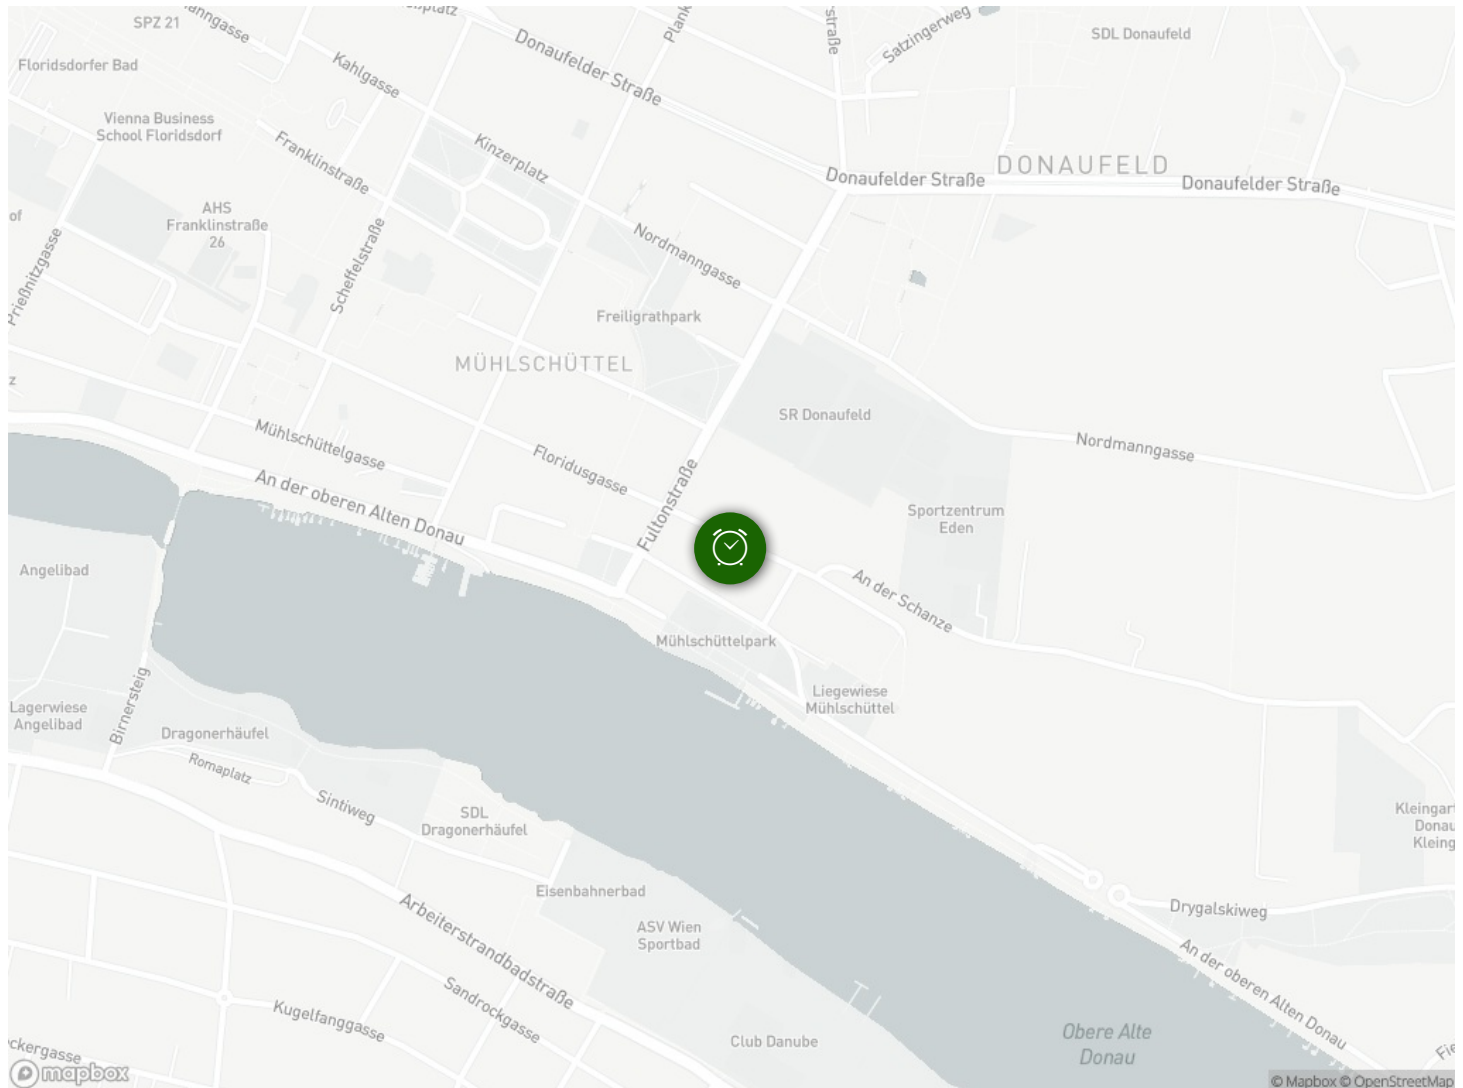 SPZ 21
Floridsdorfer Bad
Kahlgasse
Donaufelder Straße
Satzingerweg
SDL Donaufeld
Vienna Business
School Floridsdorf
Franklinstraße
Kinzerplatz
Donaufelder Straße
DONAUFELD
Donaufelder Straße
AHS
Franklinstraße
26
Prießnitzgasse
Scheffelstraße
Nordmanngasse
Freiligrathpark
MÜHLSCHÜTTEL
SR Donaufeld
Mühlschüttelgasse
Floridusgasse
Nordmanngasse
An der oberen Alten Donau
Fultonstraße
Sportzentrum
Eden
Angelibad
An der Schanze
Mühlschüttelpark
Liegewiese
Mühlschüttel
Lagerwiese
Angelibad
Birnersteig
Dragonerhäufel
Romaplatz
Sintiweg
SDL
Dragonerhäufel
Kleingar
Donau
Kleing
Eisenbahnerbad
Arbeiterstrandbadstraße
ASV Wien
Sportbad
Drygalskiweg
An der oberen Alten Donau
Sandrockgasse
Kugelfanggasse
Club Danube
Obere Alte
Donau
ckergasse
mapbox
© Mapbox © OpenStreetMap